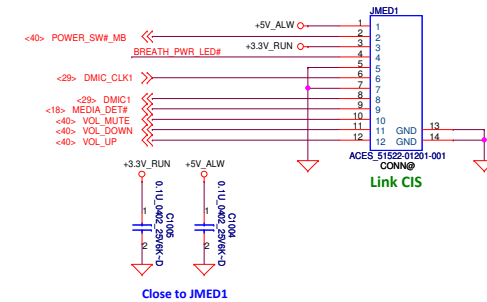 JMED1
+5V_ALW 1 1
<40> POWER_SW#_MB 2 2
+3.3V_RUN 3 3
BREATH_PWR_LED# 4 4
5 5
<29> DMIC_CLK1 6 6
7 7
<29> DMIC1 8 8
<18> MEDIA_DET# 9 9
<40> VOL_MUTE 10 10
<40> VOL_DOWN 11 11 GND 13
<40> VOL_UP 12 12 GND 14
ACES_51522-01201-001
CONN@
Link CIS
+3.3V_RUN +5V_ALW
1 2
C1005
0.1U_0402_25V6K~D
1 2
C1004
0.1U_0402_25V6K~D
Close to JMED1